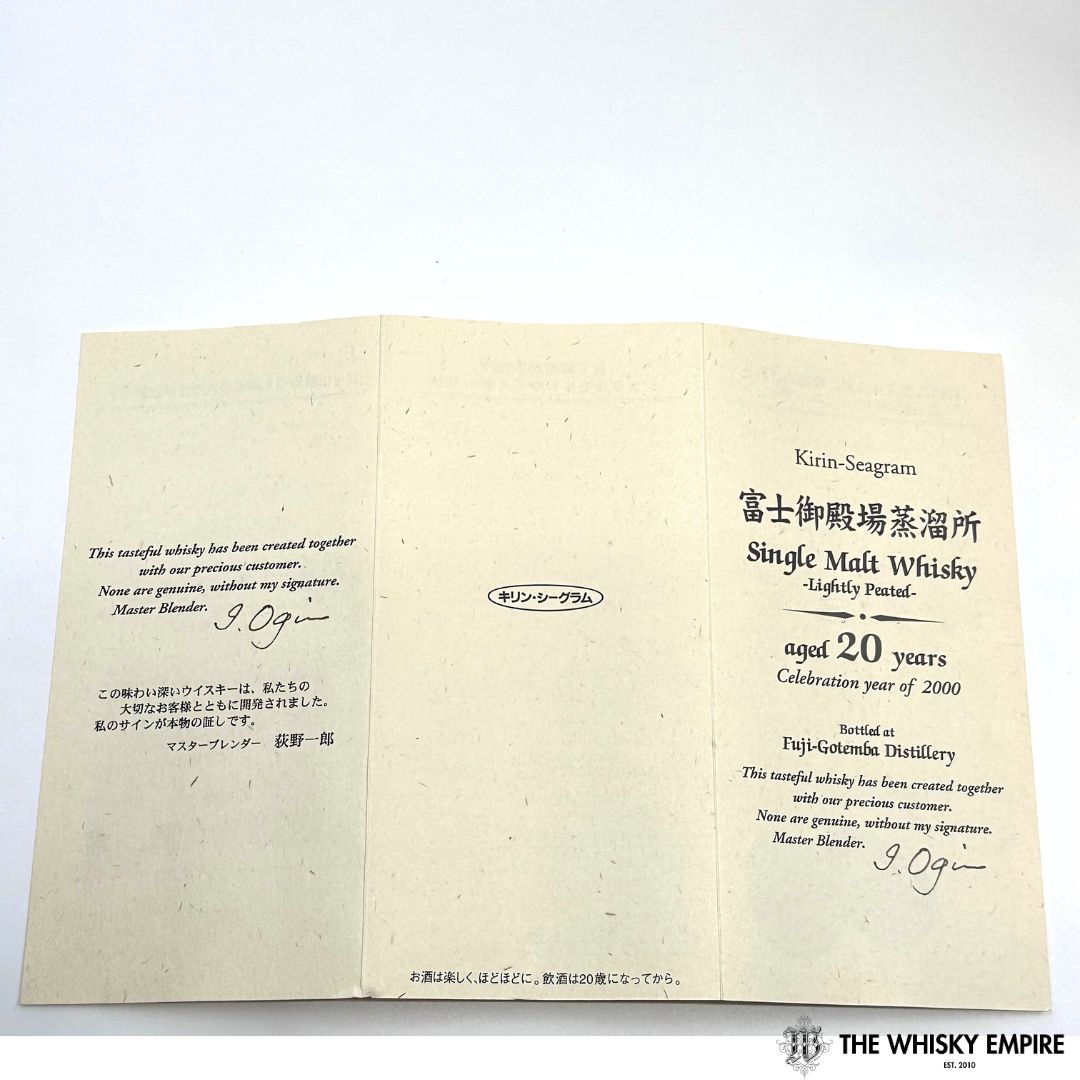 This tasteful whisky has been created together
with our precious customer.
None are genuine, without my signature.
Master Blender. I. Ogin
この味わい深いウイスキーは、私たちの
大切なお客様とともに開発されました。
私のサインが本物の証しです。
マスターブレンダー 荻野一郎
キリン・シーグラム
お酒は楽しく、ほどほどに。飲酒は20歳になってから。
Kirin-Seagram
富士御殿場蒸溜所
Single Malt Whisky
-Lightly Peated-
aged 20 years
Celebration year of 2000
Bottled at
Fuji-Gotemba Distillery
This tasteful whisky has been created together
with our precious customer.
None are genuine, without my signature.
Master Blender. I. Ogin
THE WHISKY EMPIRE
EST. 2010